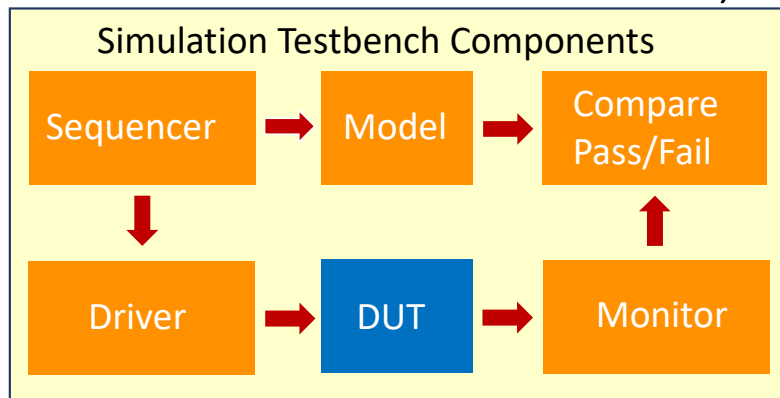 Simulation Testbench Components
Sequencer
Model
Compare
Pass/Fail
Driver
DUT
Monitor